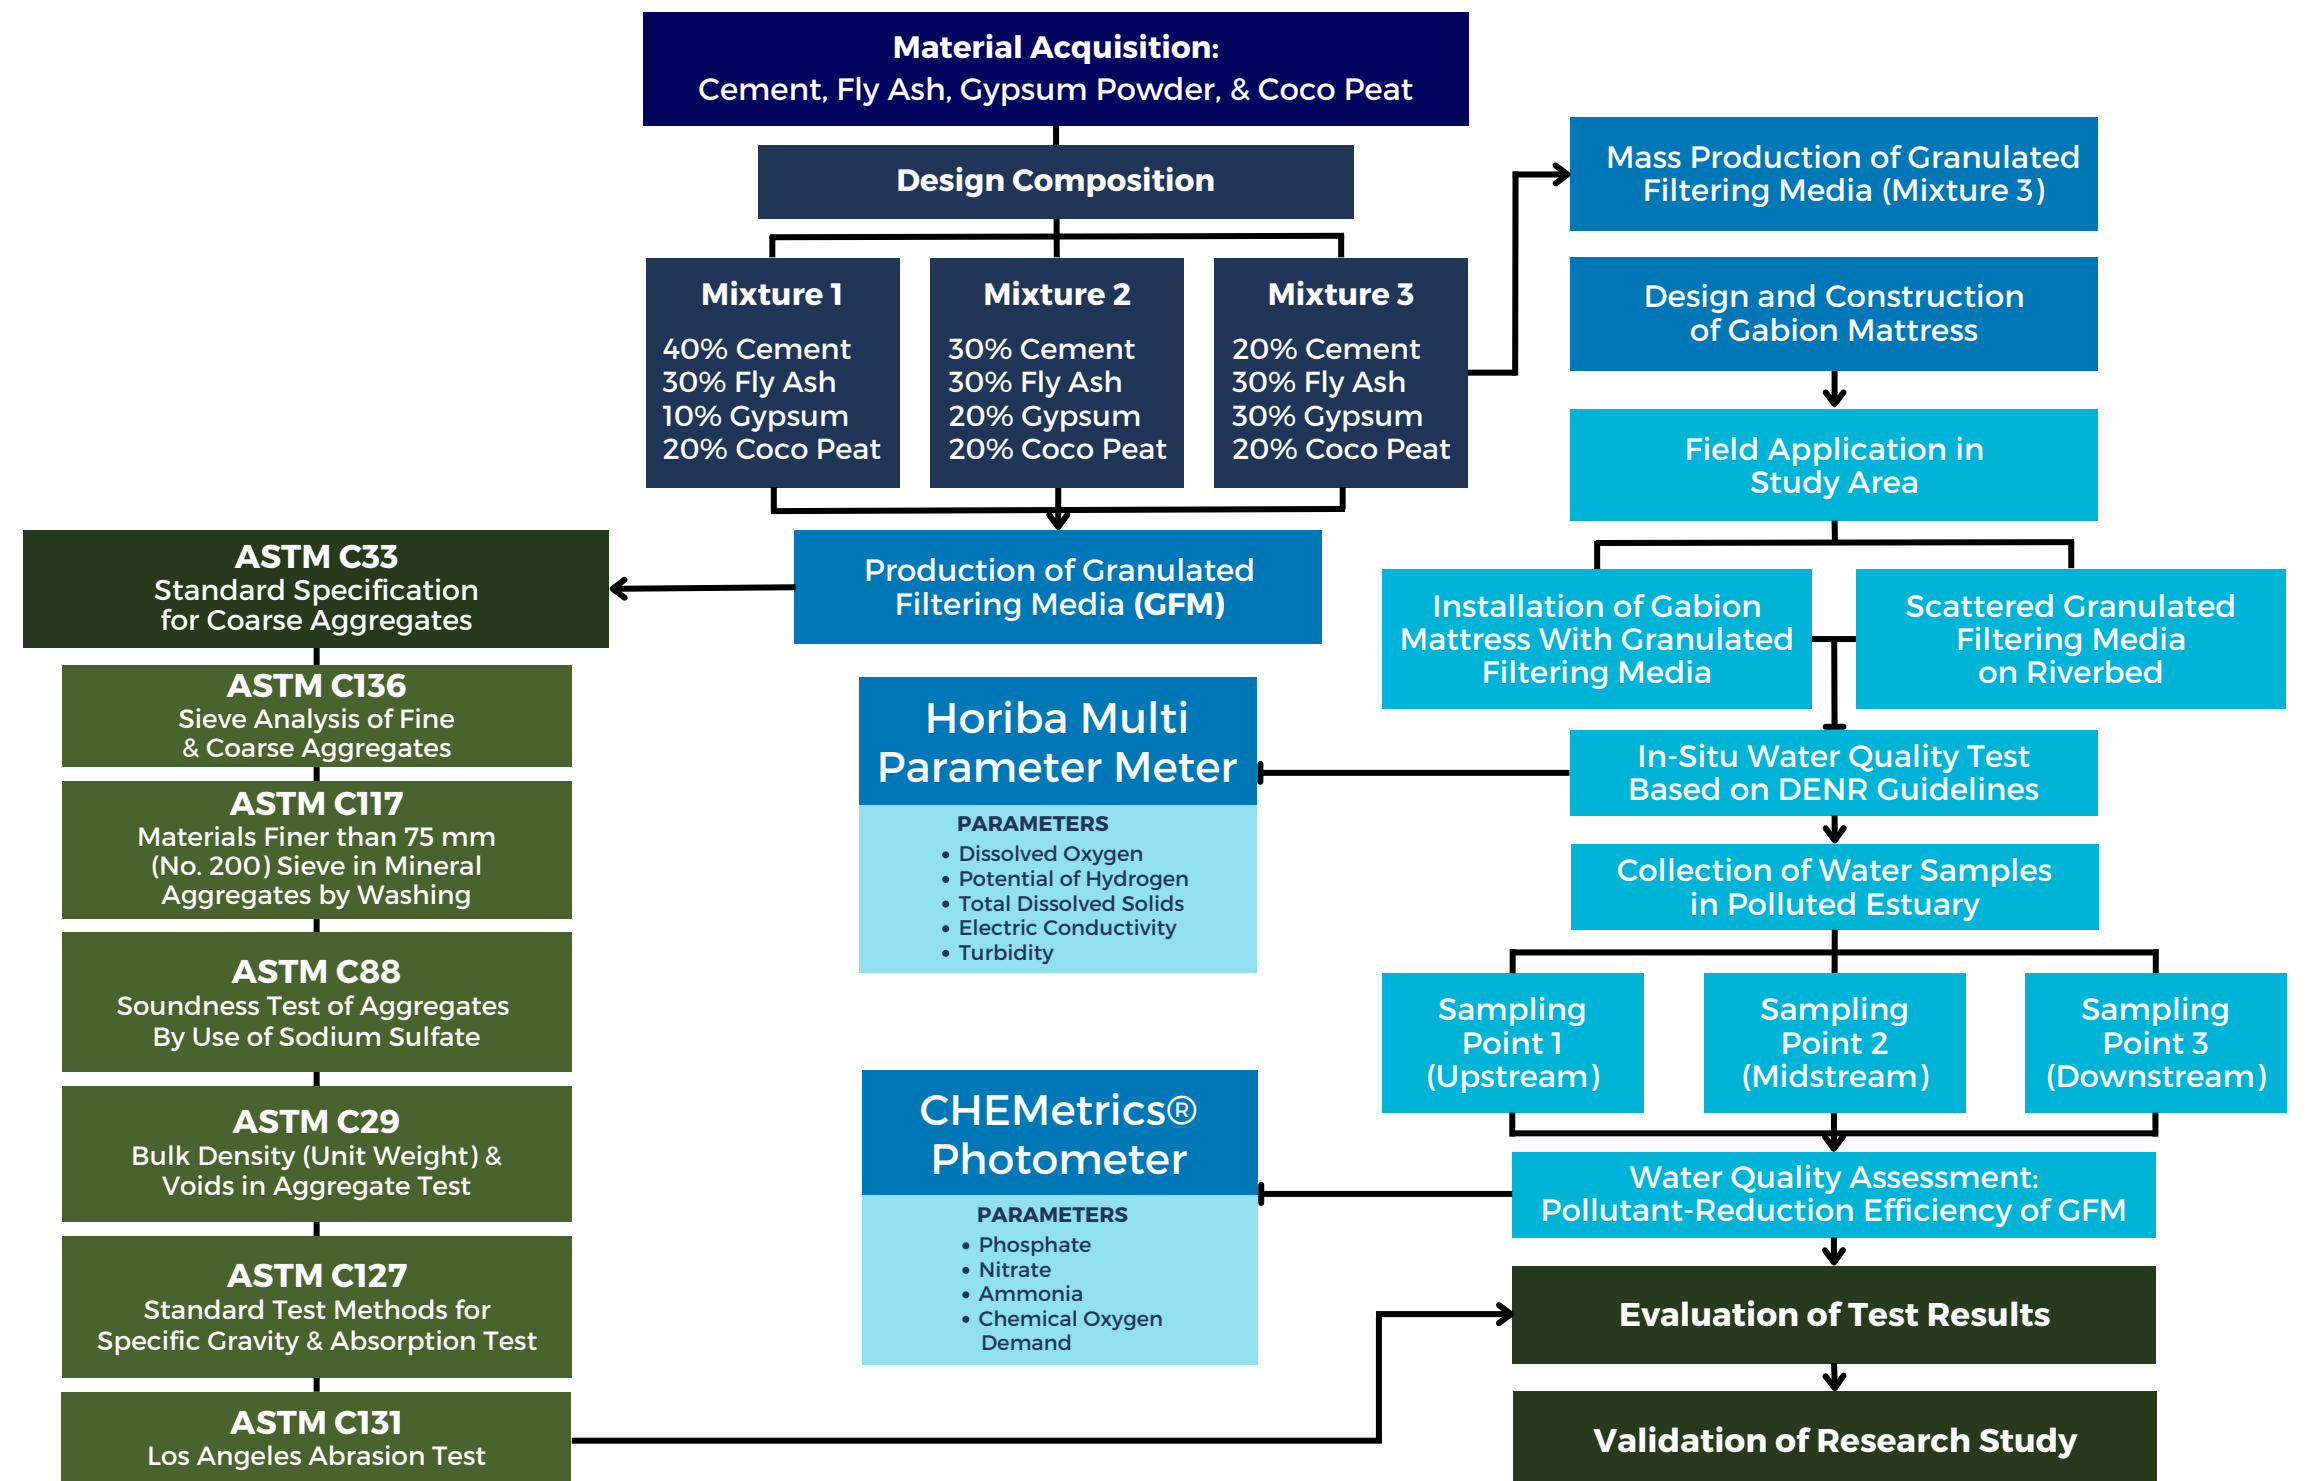 Material Acquisition:
Cement, Fly Ash, Gypsum Powder, & Coco Peat
Design Composition
Mixture 1
40% Cement
30% Fly Ash
10% Gypsum
20% Coco Peat
Mixture 2
30% Cement
30% Fly Ash
20% Gypsum
20% Coco Peat
Mixture 3
20% Cement
30% Fly Ash
30% Gypsum
20% Coco Peat
Production of Granulated
Filtering Media (GFM)
ASTM C33
Standard Specification
for Coarse Aggregates
ASTM C136
Sieve Analysis of Fine
& Coarse Aggregates
ASTM C117
Materials Finer than 75 mm
(No. 200) Sieve in Mineral
Aggregates by Washing
ASTM C88
Soundness Test of Aggregates
By Use of Sodium Sulfate
ASTM C29
Bulk Density (Unit Weight) &
Voids in Aggregate Test
ASTM C127
Standard Test Methods for
Specific Gravity & Absorption Test
ASTM C131
Los Angeles Abrasion Test
Mass Production of Granulated
Filtering Media (Mixture 3)
Design and Construction
of Gabion Mattress
Field Application in
Study Area
Installation of Gabion
Mattress With Granulated
Filtering Media
Scattered Granulated
Filtering Media
on Riverbed
In-Situ Water Quality Test
Based on DENR Guidelines
Horiba Multi
Parameter Meter
PARAMETERS
• Dissolved Oxygen
• Potential of Hydrogen
• Total Dissolved Solids
• Electric Conductivity
• Turbidity
Collection of Water Samples
in Polluted Estuary
Sampling
Point 1
(Upstream)
Sampling
Point 2
(Midstream)
Sampling
Point 3
(Downstream)
Water Quality Assessment:
Pollutant-Reduction Efficiency of GFM
CHEMetrics®
Photometer
PARAMETERS
• Phosphate
• Nitrate
• Ammonia
• Chemical Oxygen
Demand
Evaluation of Test Results
Validation of Research Study